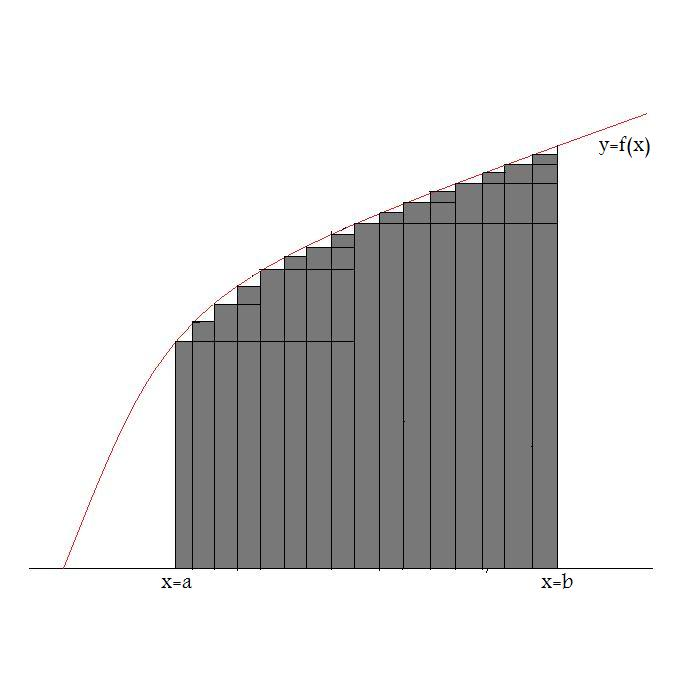 y=f(x)
x=a
x=b